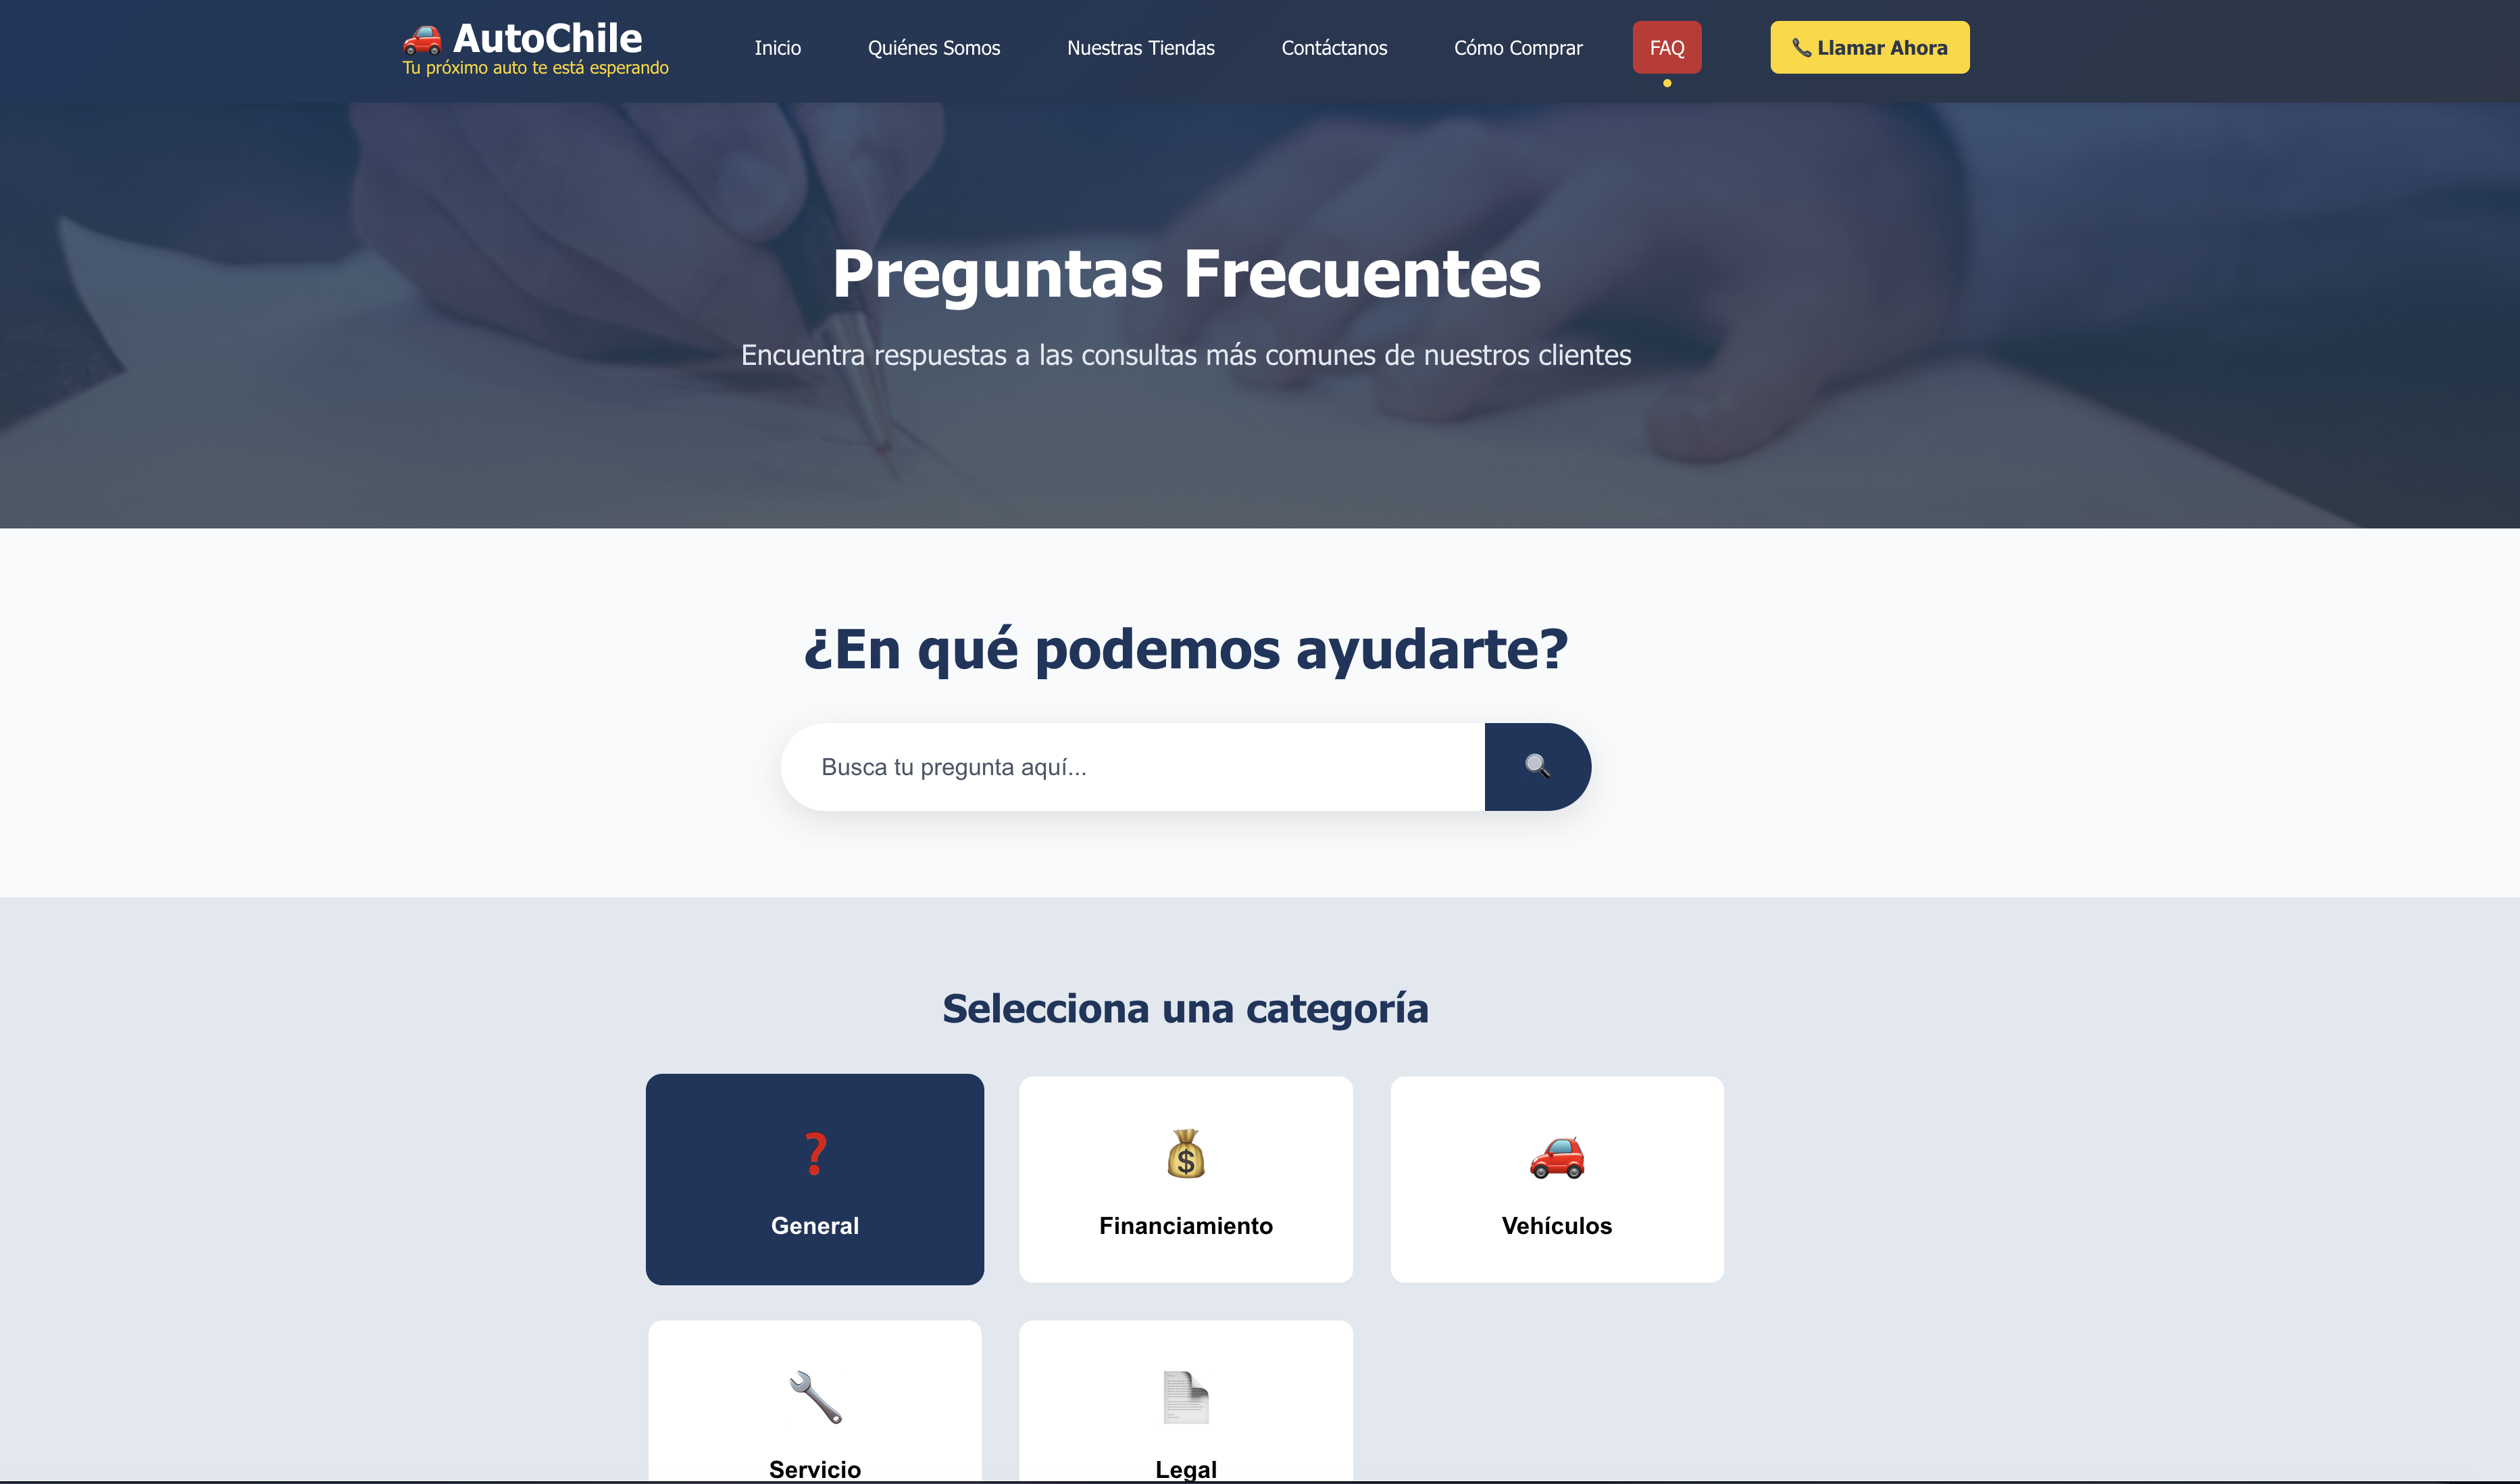 AutoChile
Tu próximo auto te está esperando
Inicio
Quiénes Somos
Nuestras Tiendas
Contáctanos
Cómo Comprar
FAQ
Llamar Ahora
Preguntas Frecuentes
Encuentra respuestas a las consultas más comunes de nuestros clientes
¿En qué podemos ayudarte?
Busca tu pregunta aquí...
Selecciona una categoría
General
Financiamiento
Vehículos
Servicio
Legal